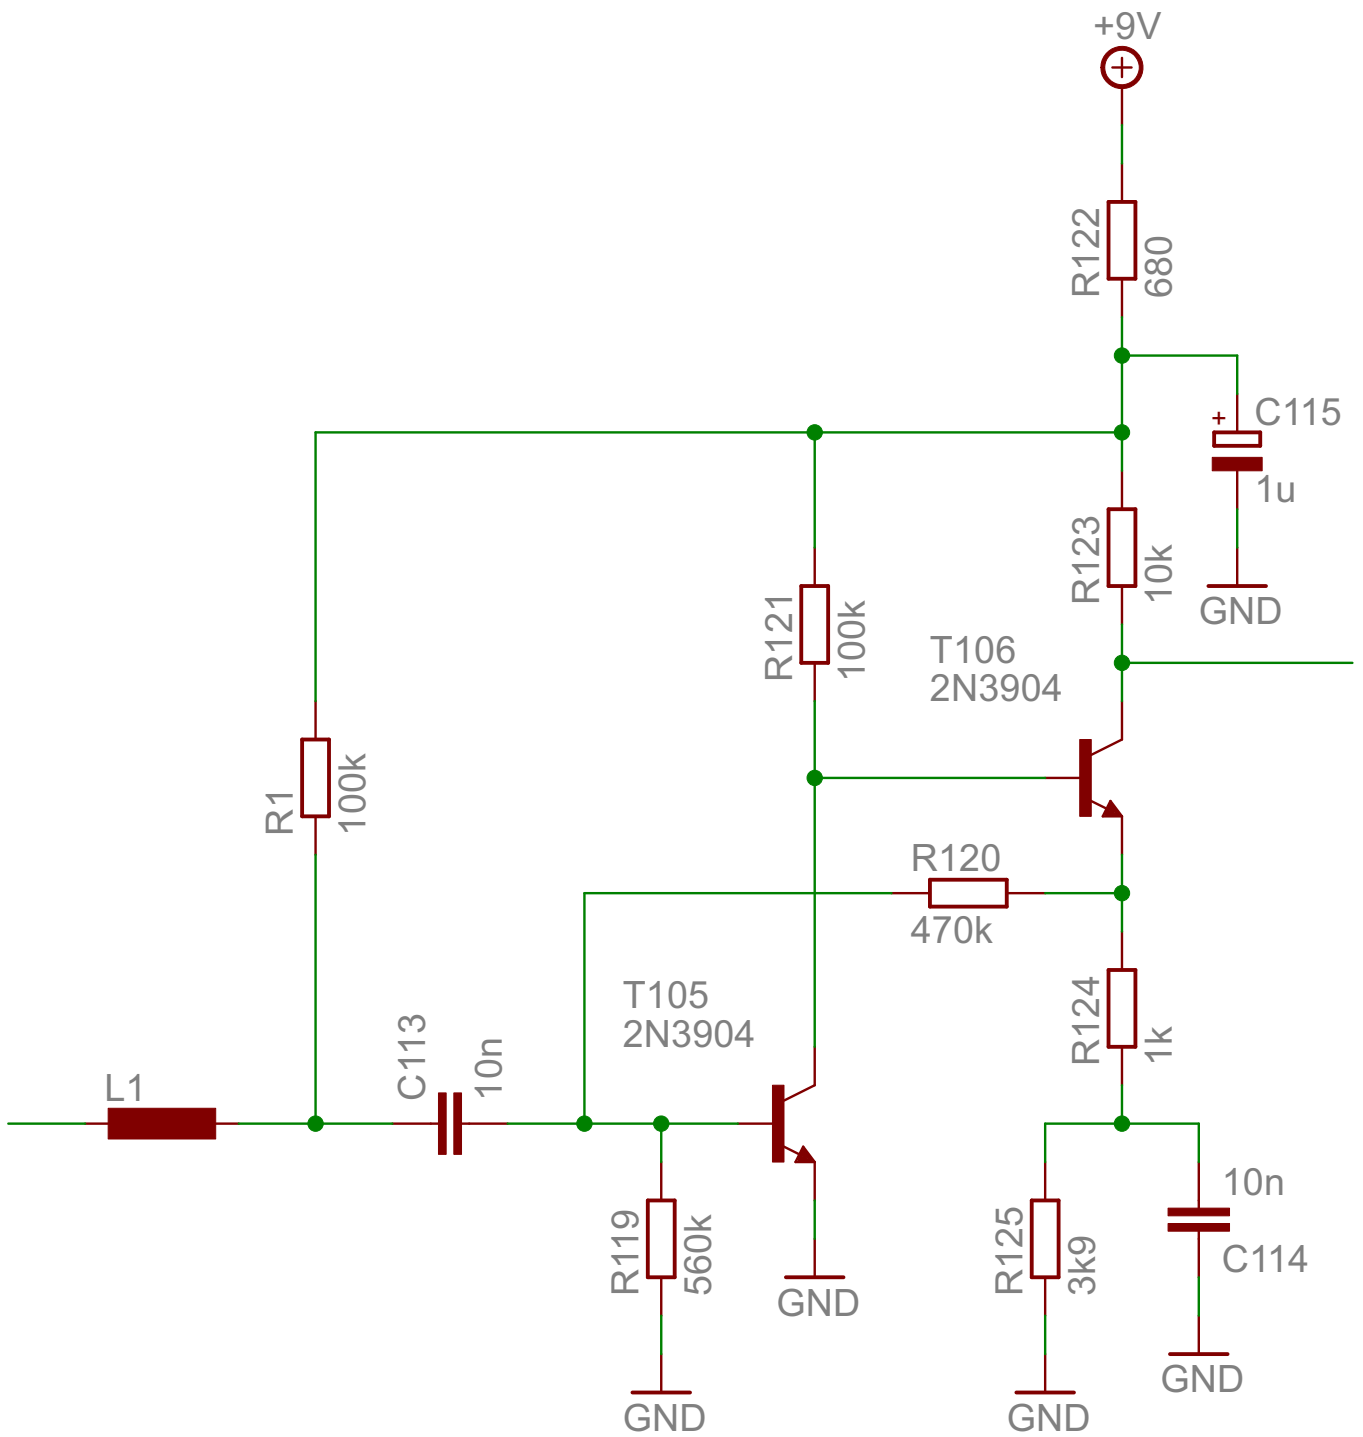 +9V
R122
680
+
C115
1u
GND
R123
10k
R121
100k
T106
2N3904
R1
100k
R120
470k
T105
2N3904
R124
1k
L1
C113
10n
R119
560k
GND
GND
R125
3k9
GND
10n
C114
GND